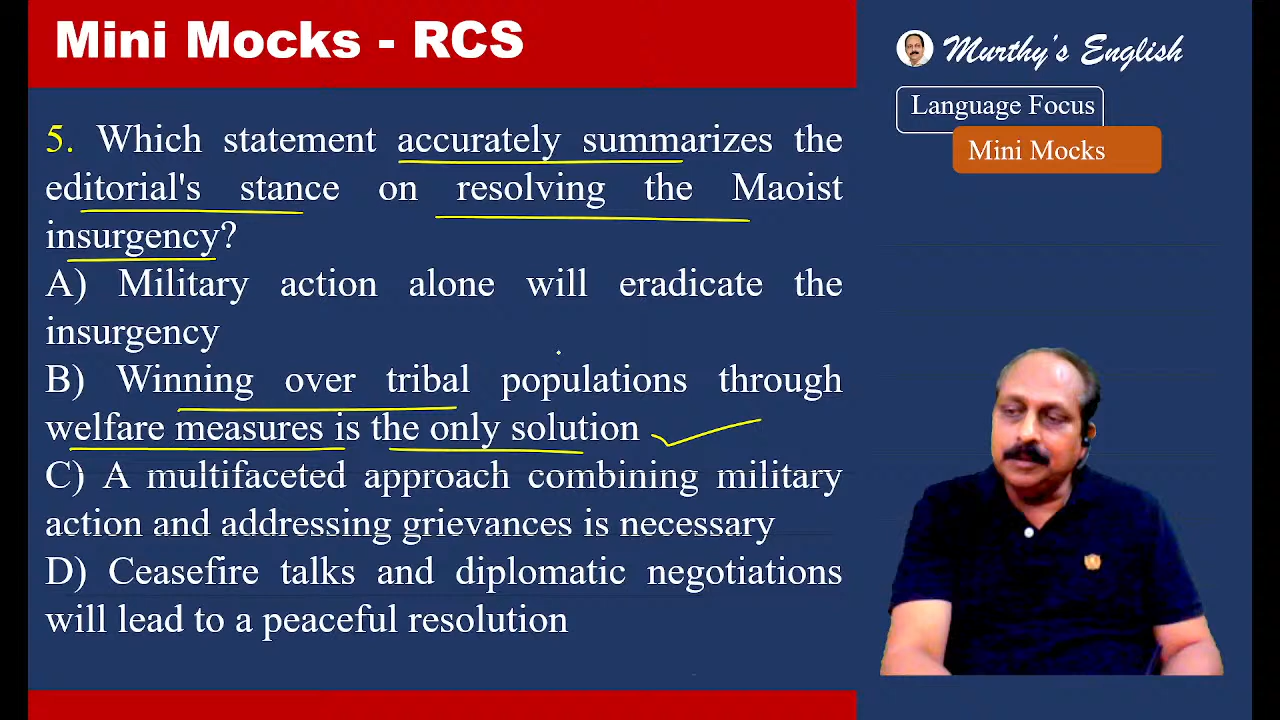 Mini Mocks - RCS
Murthy's English
Language Focus
Mini Mocks
5. Which statement accurately summarizes the
editorial's stance on resolving the Maoist
insurgency?
A) Military action alone will eradicate the
insurgency
B) Winning over tribal populations through
welfare measures is the only solution
C) A multifaceted approach combining military
action and addressing grievances is necessary
D) Ceasefire talks and diplomatic negotiations
will lead to a peaceful resolution